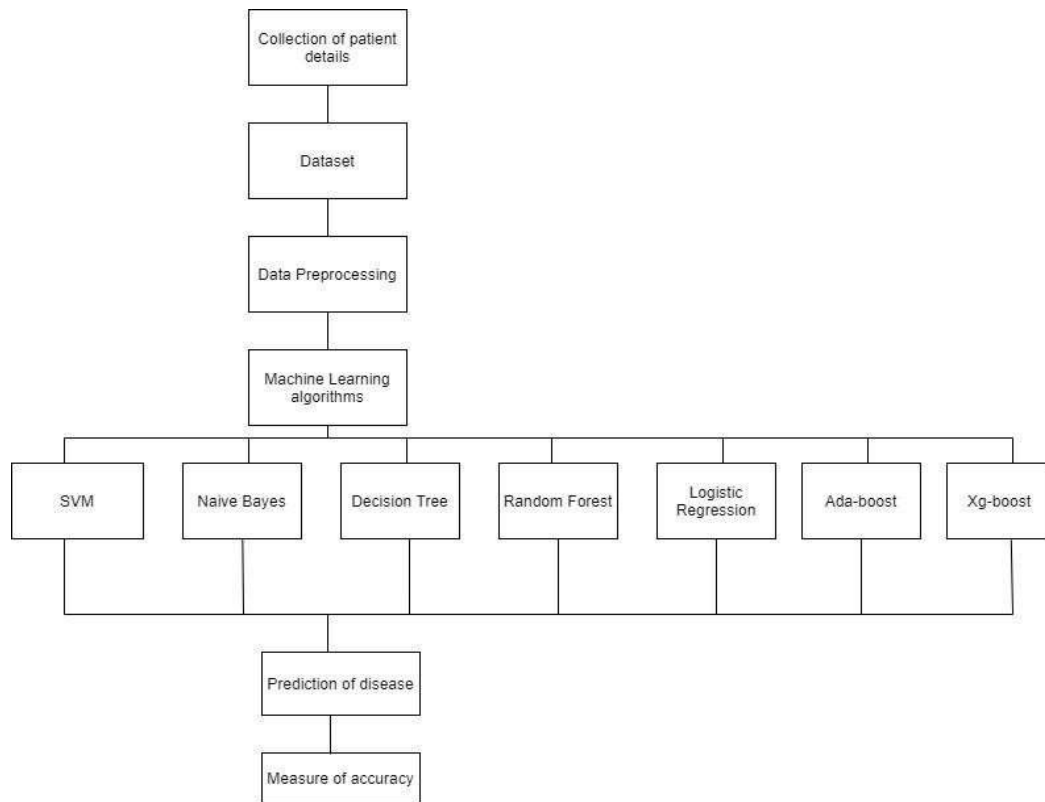 Collection of patient
details
Dataset
Data Preprocessing
Machine Learning
algorithms
SVM
Naive Bayes
Decision Tree
Random Forest
Logistic
Regression
Ada-boost
Xg-boost
Prediction of disease
Measure of accuracy